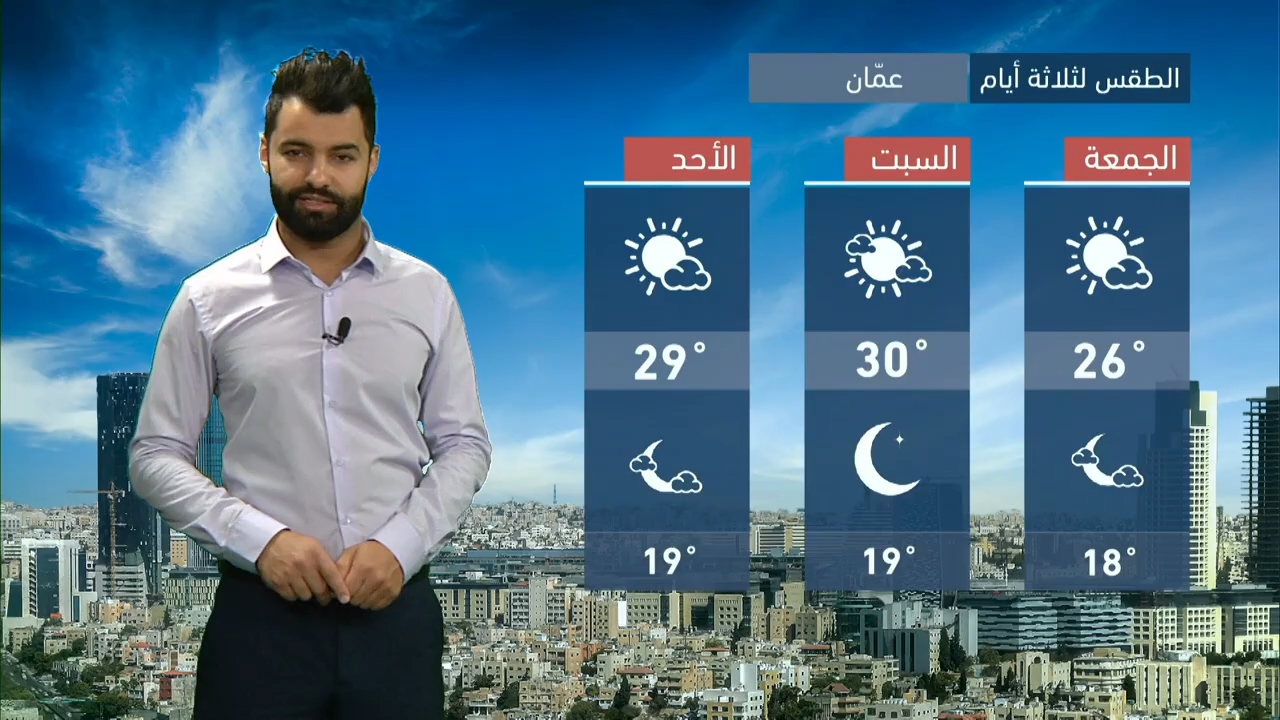 الطقس لثلاثة أيام
عمّان
الجمعة
السبت
الأحد
26°
30°
29°
18°
19°
19°